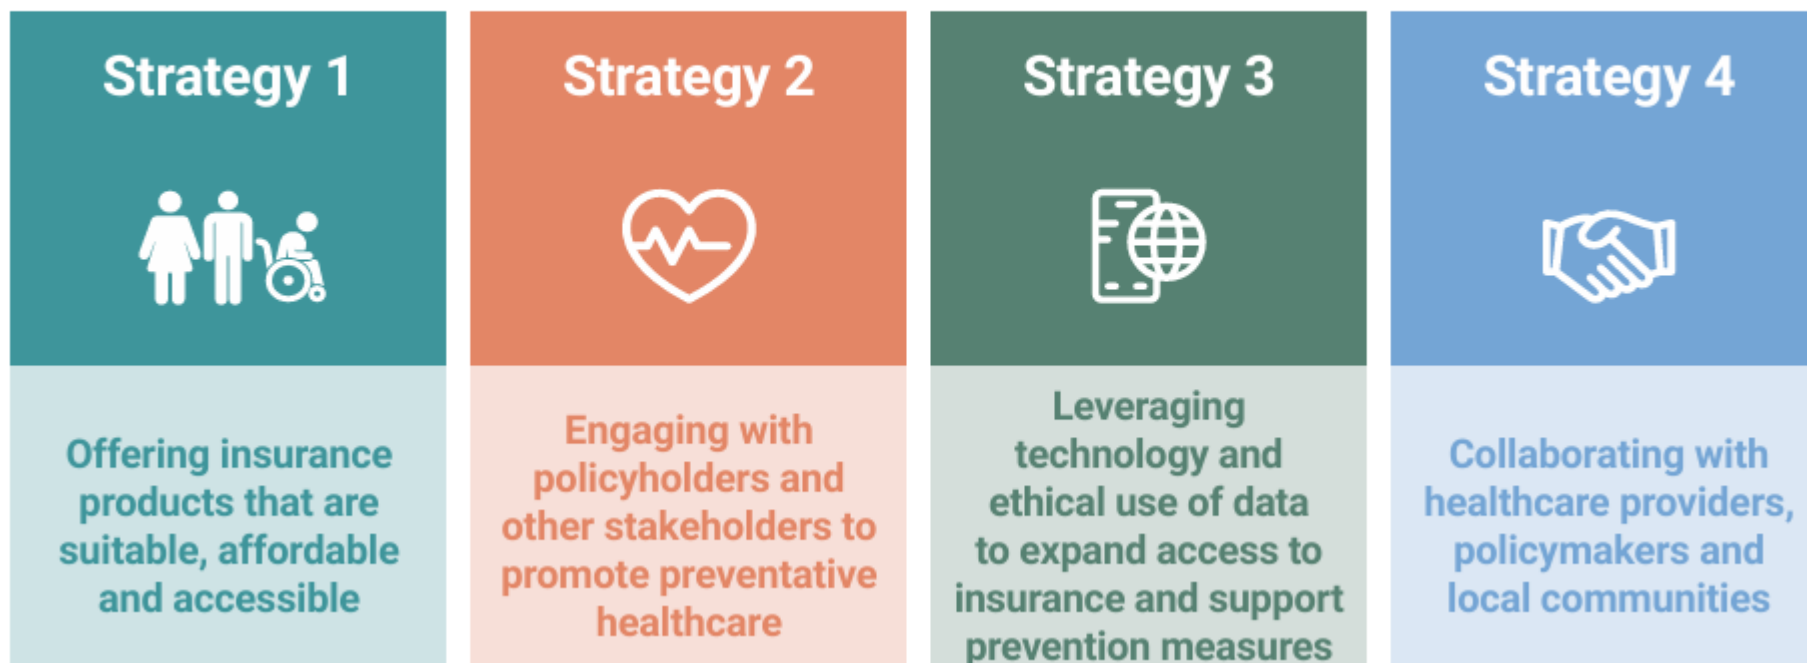 Strategy 1
Offering insurance
products that are
suitable, affordable
and accessible
Strategy 2
Engaging with
policyholders and
other stakeholders to
promote preventative
healthcare
Strategy 3
Leveraging
technology and
ethical use of data
to expand access to
insurance and support
prevention measures
Strategy 4
Collaborating with
healthcare providers,
policymakers and
local communities